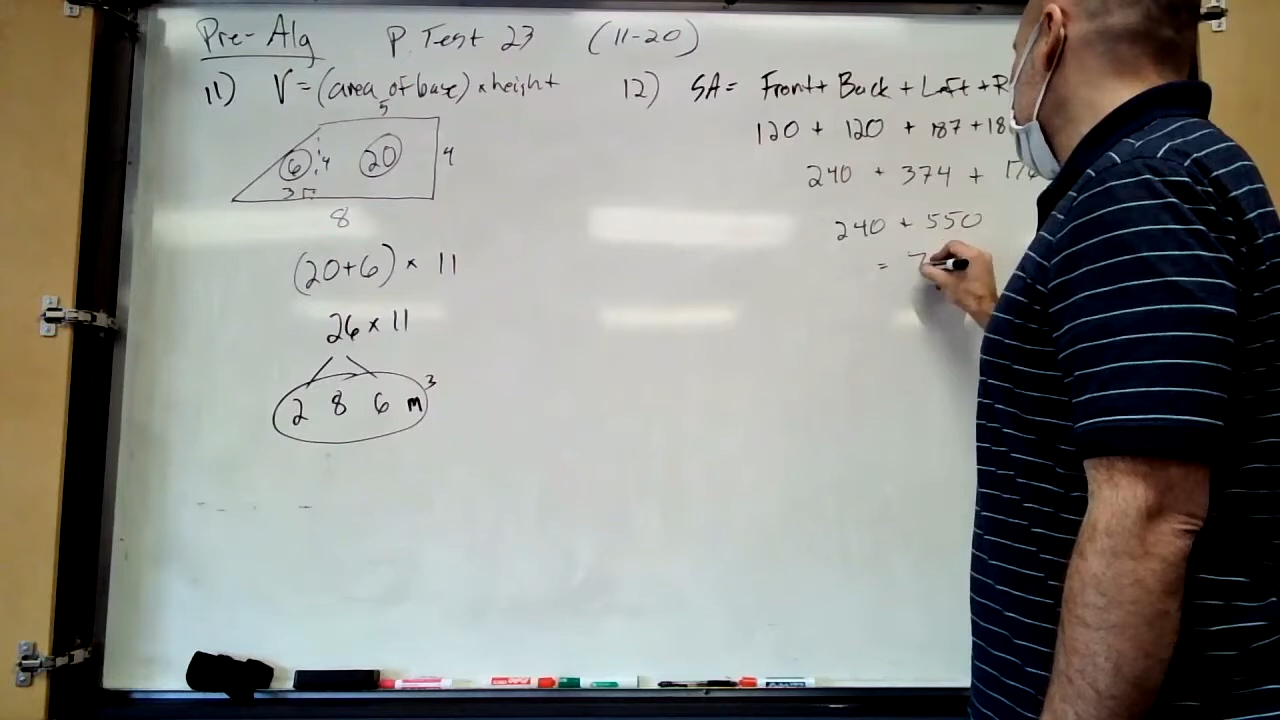 Pre-Alg P. Test 23 (11-20)
11) V = (area of base) × height
5
6 4 20 4
3
8
(20+6) × 11
26 × 11
2 8 6 m³
12) SA = Front + Back + Left + R
120 + 120 + 187 + 18
240 + 374 + 176
240 + 550
= 7